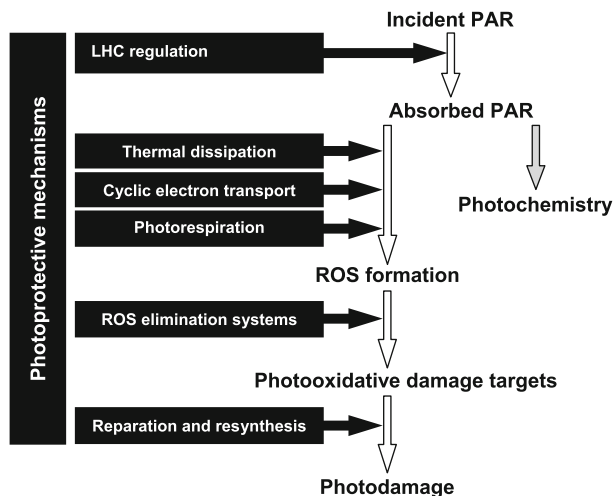 Incident PAR
LHC regulation
Absorbed PAR
Thermal dissipation
Cyclic electron transport
Photorespiration
Photochemistry
ROS formation
ROS elimination systems
Photooxidative damage targets
Reparation and resynthesis
Photodamage
Photoprotective mechanisms